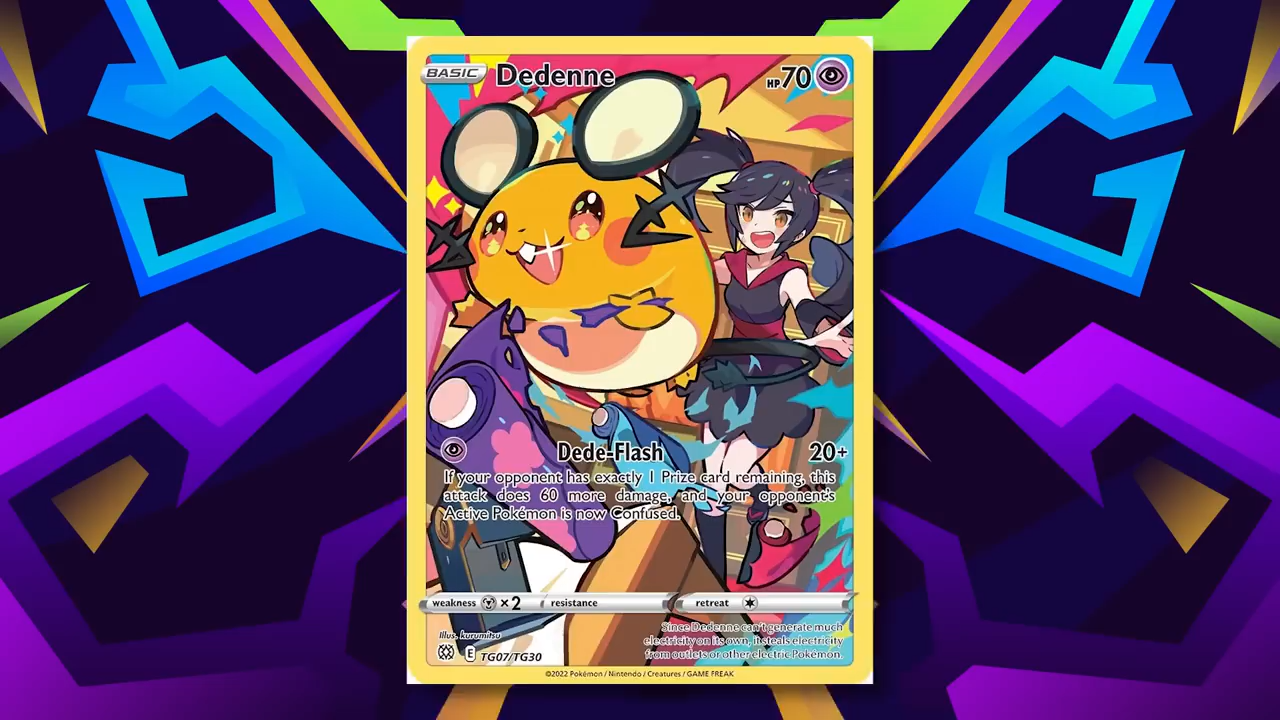 BASIC Dedenne HP 70
Dede-Flash 20+
If your opponent has exactly 1 Prize card remaining, this
attack does 60 more damage, and your opponent's
Active Pokémon is now Confused.
weakness ×2 resistance retreat
Since Dedenne can't generate much
electricity on its own, it steals electricity
from outlets or other electric Pokémon.
Illus. kurumitsu
E TG07/TG30
©2022 Pokémon / Nintendo / Creatures / GAME FREAK